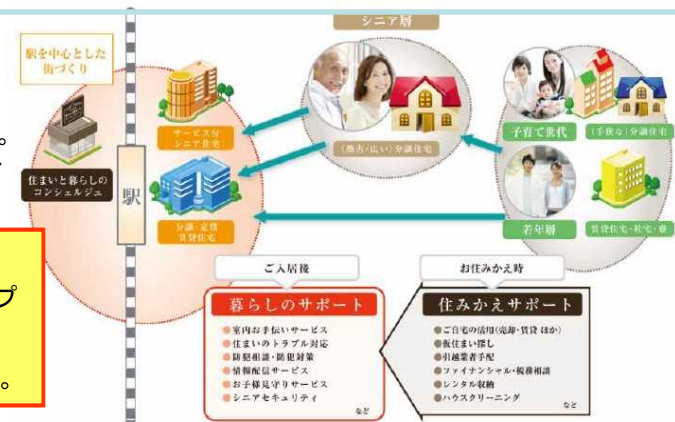 シニア層
駅を中心とした
街づくり
サービス付
シニア住宅
住まいと暮らしの
コンシェルジュ
駅
分譲・定借
賃貸住宅
(築古・広い)分譲住宅
子育て世代
(手頃な)分譲住宅
若年層
賃貸住宅・社宅・寮
。
プ
。
ご入居後
暮らしのサポート
●室内お手伝いサービス
●住まいのトラブル対応
●防犯相談・防犯対策
●情報配信サービス
●お子様見守りサービス
●シニアセキュリティ
など
お住みかえ時
住みかえサポート
●ご自宅の活用(売却・賃貸 ほか)
●仮住まい探し
●引越業者手配
●ファイナンシャル・税務相談
●レンタル収納
●ハウスクリーニング
など